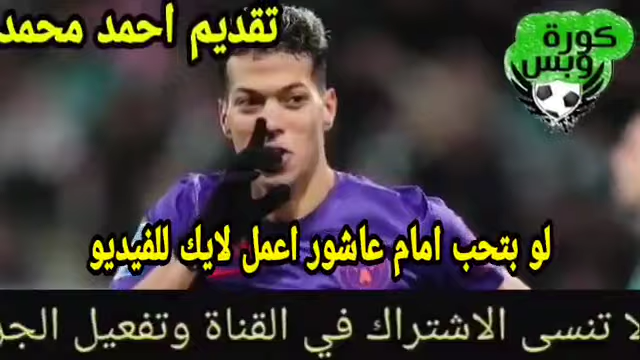 تقديم احمد محمد
كورة
وبس
لو بتحب امام عاشور اعمل لايك للفيديو
لا تنسى الاشتراك في القناة وتفعيل